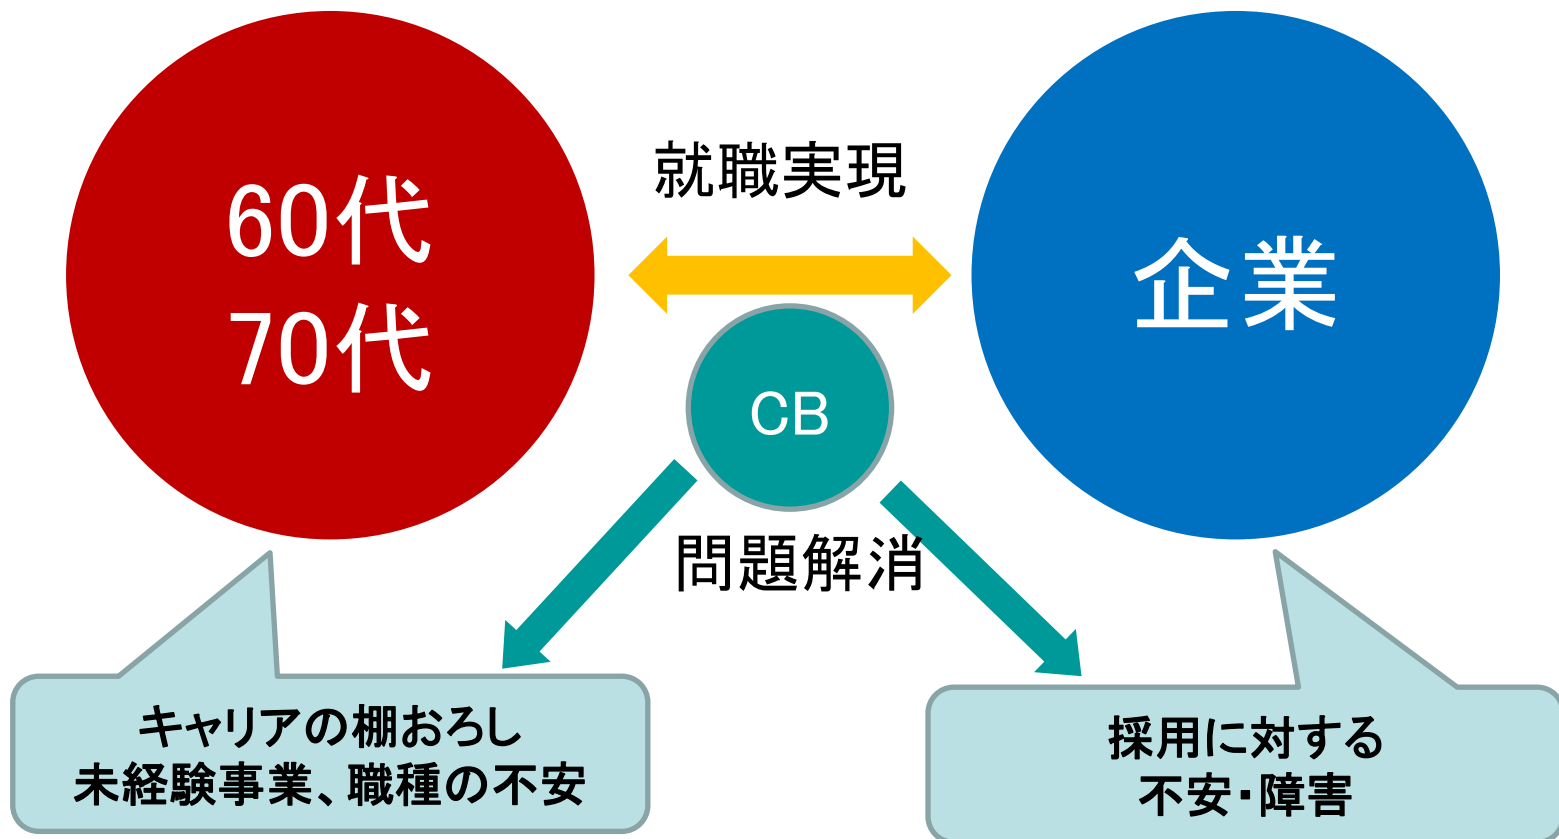 就職実現
60代
70代
企業
CB
問題解消
キャリアの棚おろし
未経験事業、職種の不安
採用に対する
不安・障害